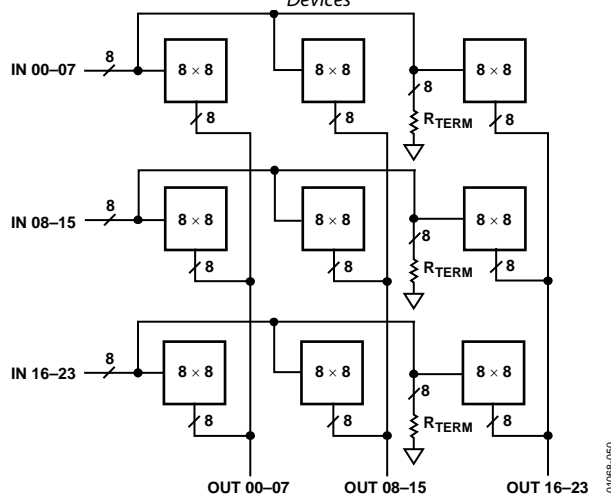 Devices
8
IN 00–07
8 × 8
8 × 8
8 × 8
8
8
8
8
RTERM
8
IN 08–15
8 × 8
8 × 8
8 × 8
8
8
8
8
RTERM
8
IN 16–23
8 × 8
8 × 8
8 × 8
8
8
8
8
RTERM
OUT 00–07
OUT 08–15
OUT 16–23
01068-050